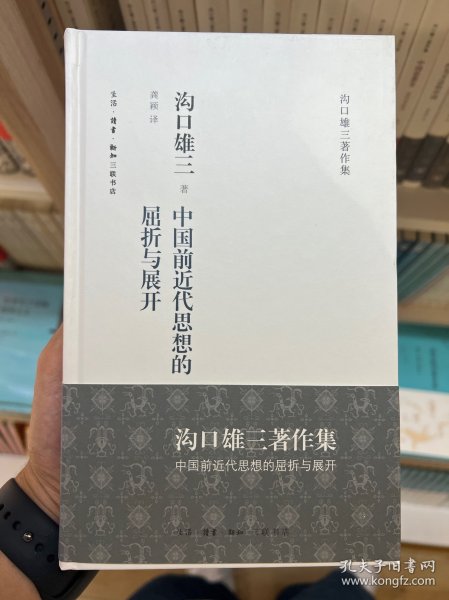 沟口雄三著作集
沟口雄三 著
中国前近代思想的
屈折与展开
龚颖 译
生活·讀書·新知三联书店
沟口雄三著作集
中国前近代思想的屈折与展开
生活·讀書·新知三联书店
孔夫子旧书网
www.kongfz.com